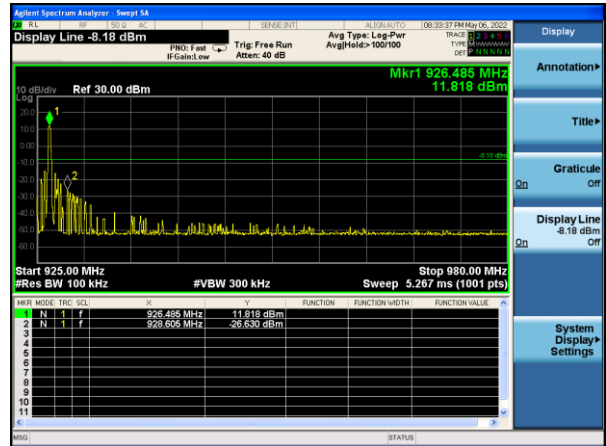 Agilent Spectrum Analyzer - Swept SA
RL RF 50 Ω AC SENSE:INT ALIGN AUTO 08:33:37 PM May 06, 2022
Display Line -8.18 dBm
PNO: Fast
IFGain:Low
Trig: Free Run
Atten: 40 dB
Avg Type: Log-Pwr
Avg|Hold>100/100
TRACE 1 2 3 4 5 6
TYPE M
DET P N N N N N
Display
Mkr1 926.485 MHz
11.818 dBm
10 dB/div
Log
Ref 30.00 dBm
20.0
10.0
0.00
-10.0
-20.0
-30.0
-40.0
-50.0
-60.0
1
2
-8.18 dBm
Start 925.00 MHz
Stop 980.00 MHz
#Res BW 100 kHz
#VBW 300 kHz
Sweep 5.267 ms (1001 pts)
MKR MODE TRC SCL X Y FUNCTION FUNCTION WIDTH FUNCTION VALUE
1 N 1 f 926.485 MHz 11.818 dBm
2 N 1 f 928.605 MHz -26.630 dBm
3
4
5
6
7
8
9
10
11
MSG
STATUS
Annotation
Title
Graticule
On Off
Display Line
-8.18 dBm
On Off
System
Display
Settings